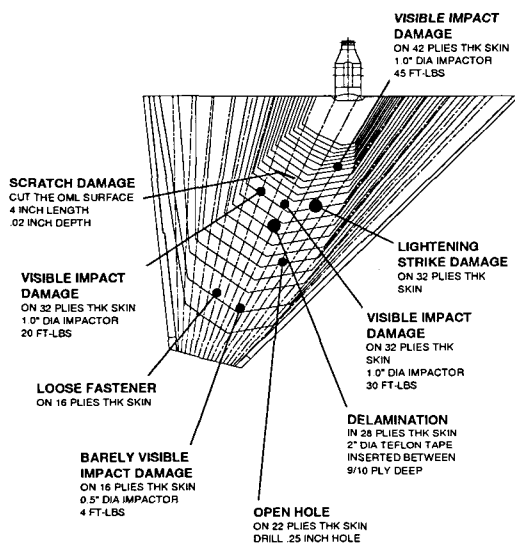 VISIBLE IMPACT
DAMAGE
ON 42 PLIES THK SKIN
1.0" DIA IMPACTOR
45 FT-LBS
SCRATCH DAMAGE
CUT THE OML SURFACE
4 INCH LENGTH
.02 INCH DEPTH
LIGHTENING
STRIKE DAMAGE
ON 32 PLIES THK
SKIN
VISIBLE IMPACT
DAMAGE
ON 32 PLIES THK SKIN
1.0" DIA IMPACTOR
20 FT-LBS
VISIBLE IMPACT
DAMAGE
ON 32 PLIES THK
SKIN
1.0" DIA IMPACTOR
30 FT-LBS
LOOSE FASTENER
ON 16 PLIES THK SKIN
DELAMINATION
IN 28 PLIES THK SKIN
2" DIA TEFLON TAPE
INSERTED BETWEEN
9/10 PLY DEEP
BARELY VISIBLE
IMPACT DAMAGE
ON 16 PLIES THK SKIN
0.5" DIA IMPACTOR
4 FT-LBS
OPEN HOLE
ON 22 PLIES THK SKIN
DRILL .25 INCH HOLE